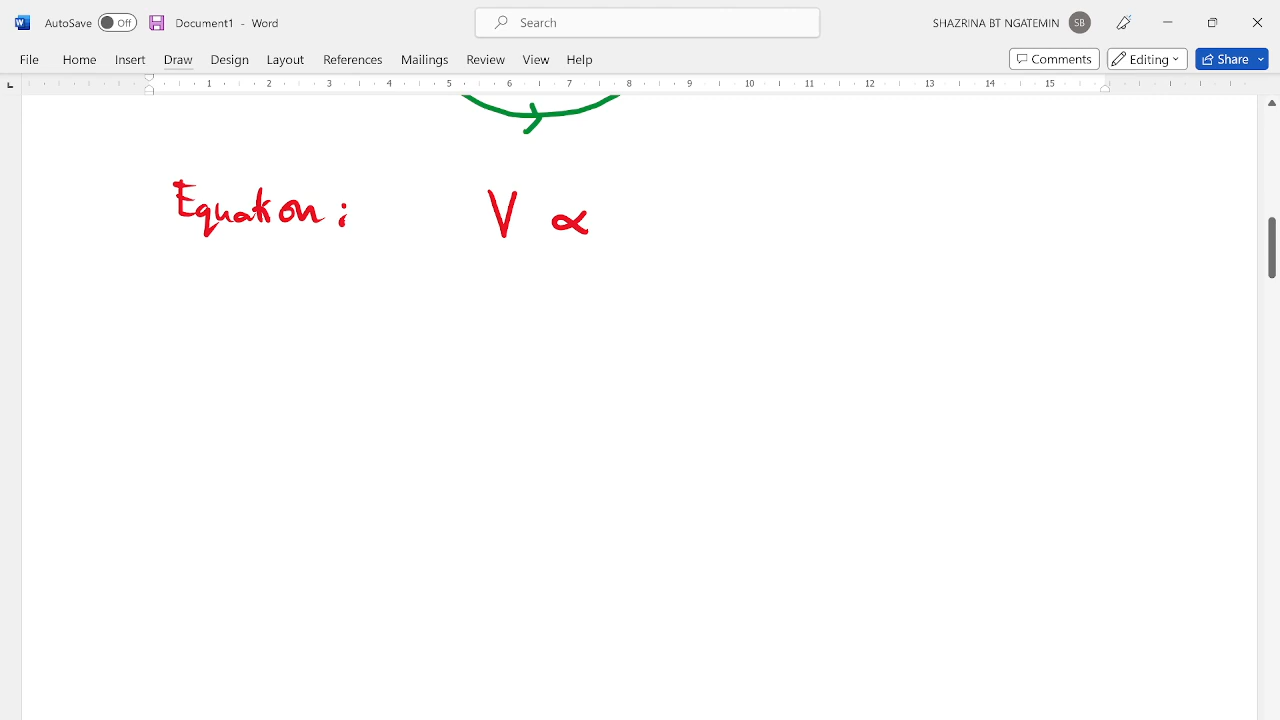 AutoSave Off Document1 - Word Search SHAZRINA BT NGATEMIN SB
File Home Insert Draw Design Layout References Mailings Review View Help Comments Editing Share
1 2 3 4 5 6 7 8 9 10 11 12 13 14 15
Equation : V ∝